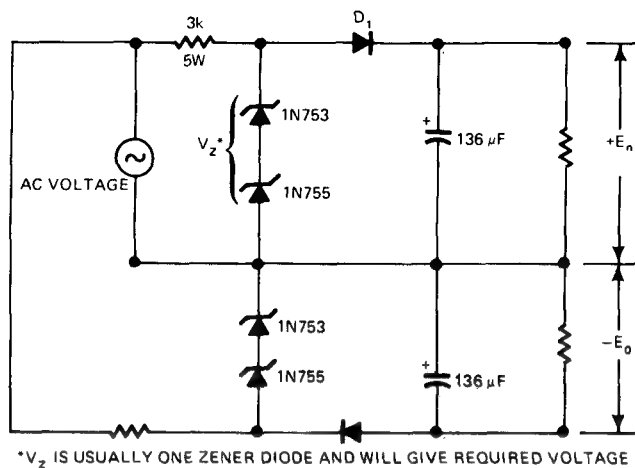 3k
5W
D1
1N753
Vz*
1N755
+
136 µF
+En
AC VOLTAGE
1N753
1N755
+
136 µF
−E0
*Vz IS USUALLY ONE ZENER DIODE AND WILL GIVE REQUIRED VOLTAGE